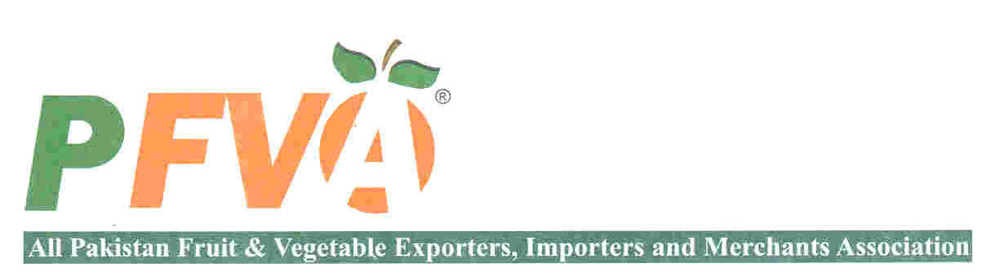 PFVA®
All Pakistan Fruit & Vegetable Exporters, Importers and Merchants Association